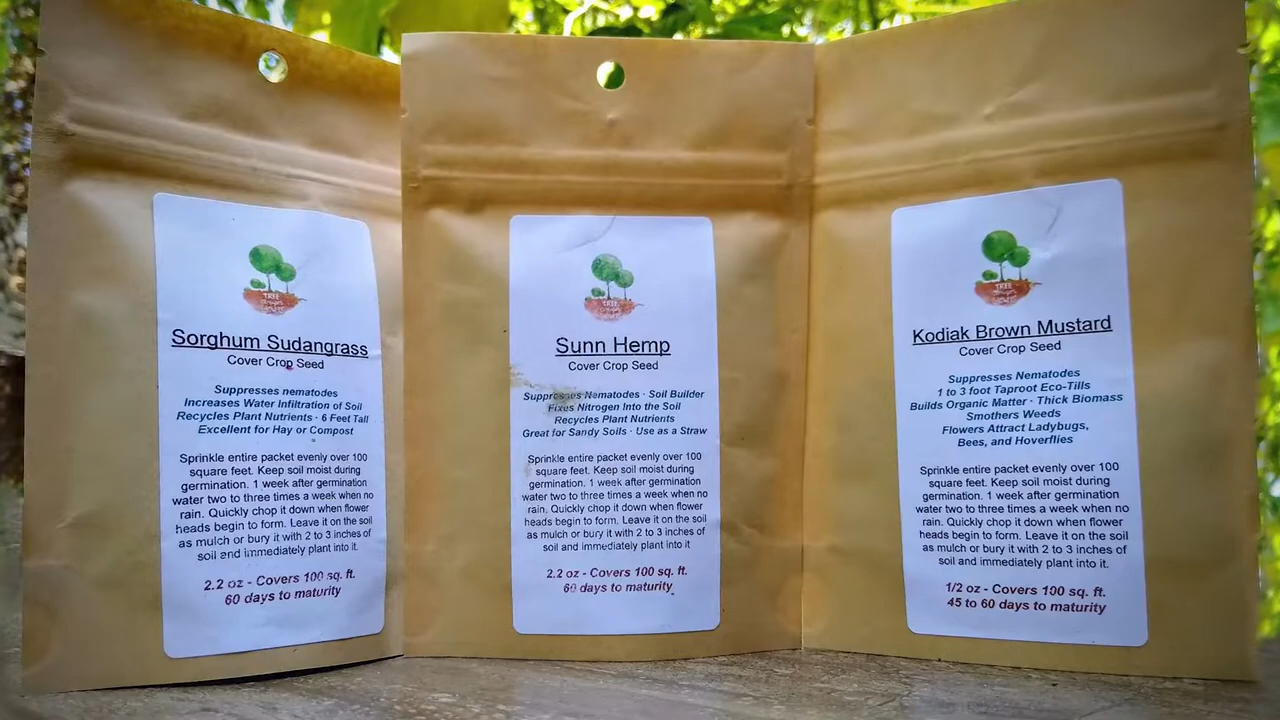 TREE
Sorghum Sudangrass
Cover Crop Seed
Suppresses nematodes
Increases Water Infiltration of Soil
Recycles Plant Nutrients · 6 Feet Tall
Excellent for Hay or Compost
Sprinkle entire packet evenly over 100
square feet. Keep soil moist during
germination. 1 week after germination
water two to three times a week when no
rain. Quickly chop it down when flower
heads begin to form. Leave it on the soil
as mulch or bury it with 2 to 3 inches of
soil and immediately plant into it.
2.2 oz - Covers 100 sq. ft.
60 days to maturity
TREE
Sunn Hemp
Cover Crop Seed
Suppresses Nematodes · Soil Builder
Fixes Nitrogen Into the Soil
Recycles Plant Nutrients
Great for Sandy Soils · Use as a Straw
Sprinkle entire packet evenly over 100
square feet. Keep soil moist during
germination. 1 week after germination
water two to three times a week when no
rain. Quickly chop it down when flower
heads begin to form. Leave it on the soil
as mulch or bury it with 2 to 3 inches of
soil and immediately plant into it
2.2 oz - Covers 100 sq. ft.
60 days to maturity
TREE
Kodiak Brown Mustard
Cover Crop Seed
Suppresses Nematodes
1 to 3 foot Taproot Eco-Tills
Builds Organic Matter · Thick Biomass
Smothers Weeds
Flowers Attract Ladybugs,
Bees, and Hoverflies
Sprinkle entire packet evenly over 100
square feet. Keep soil moist during
germination. 1 week after germination
water two to three times a week when no
rain. Quickly chop it down when flower
heads begin to form. Leave it on the soil
as mulch or bury it with 2 to 3 inches of
soil and immediately plant into it.
1/2 oz - Covers 100 sq. ft.
45 to 60 days to maturity